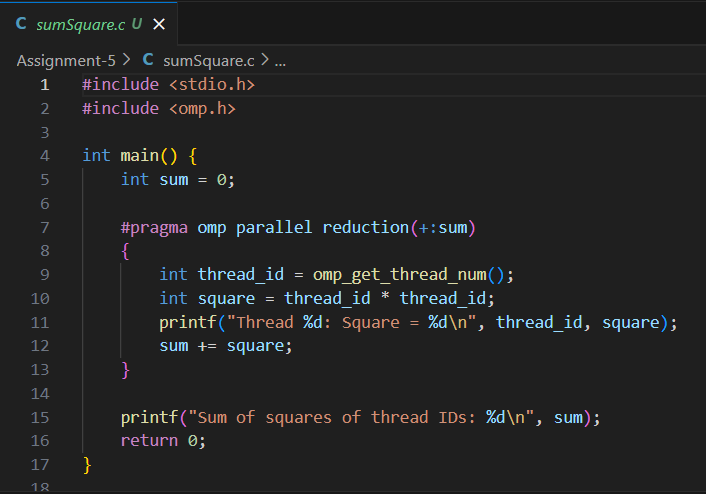 C sumSquare.c U ×
Assignment-5 > C sumSquare.c > ...
1 #include <stdio.h>
2 #include <omp.h>
3
4 int main() {
5     int sum = 0;
6
7     #pragma omp parallel reduction(+:sum)
8     {
9         int thread_id = omp_get_thread_num();
10         int square = thread_id * thread_id;
11         printf("Thread %d: Square = %d\n", thread_id, square);
12         sum += square;
13     }
14
15     printf("Sum of squares of thread IDs: %d\n", sum);
16     return 0;
17 }
18